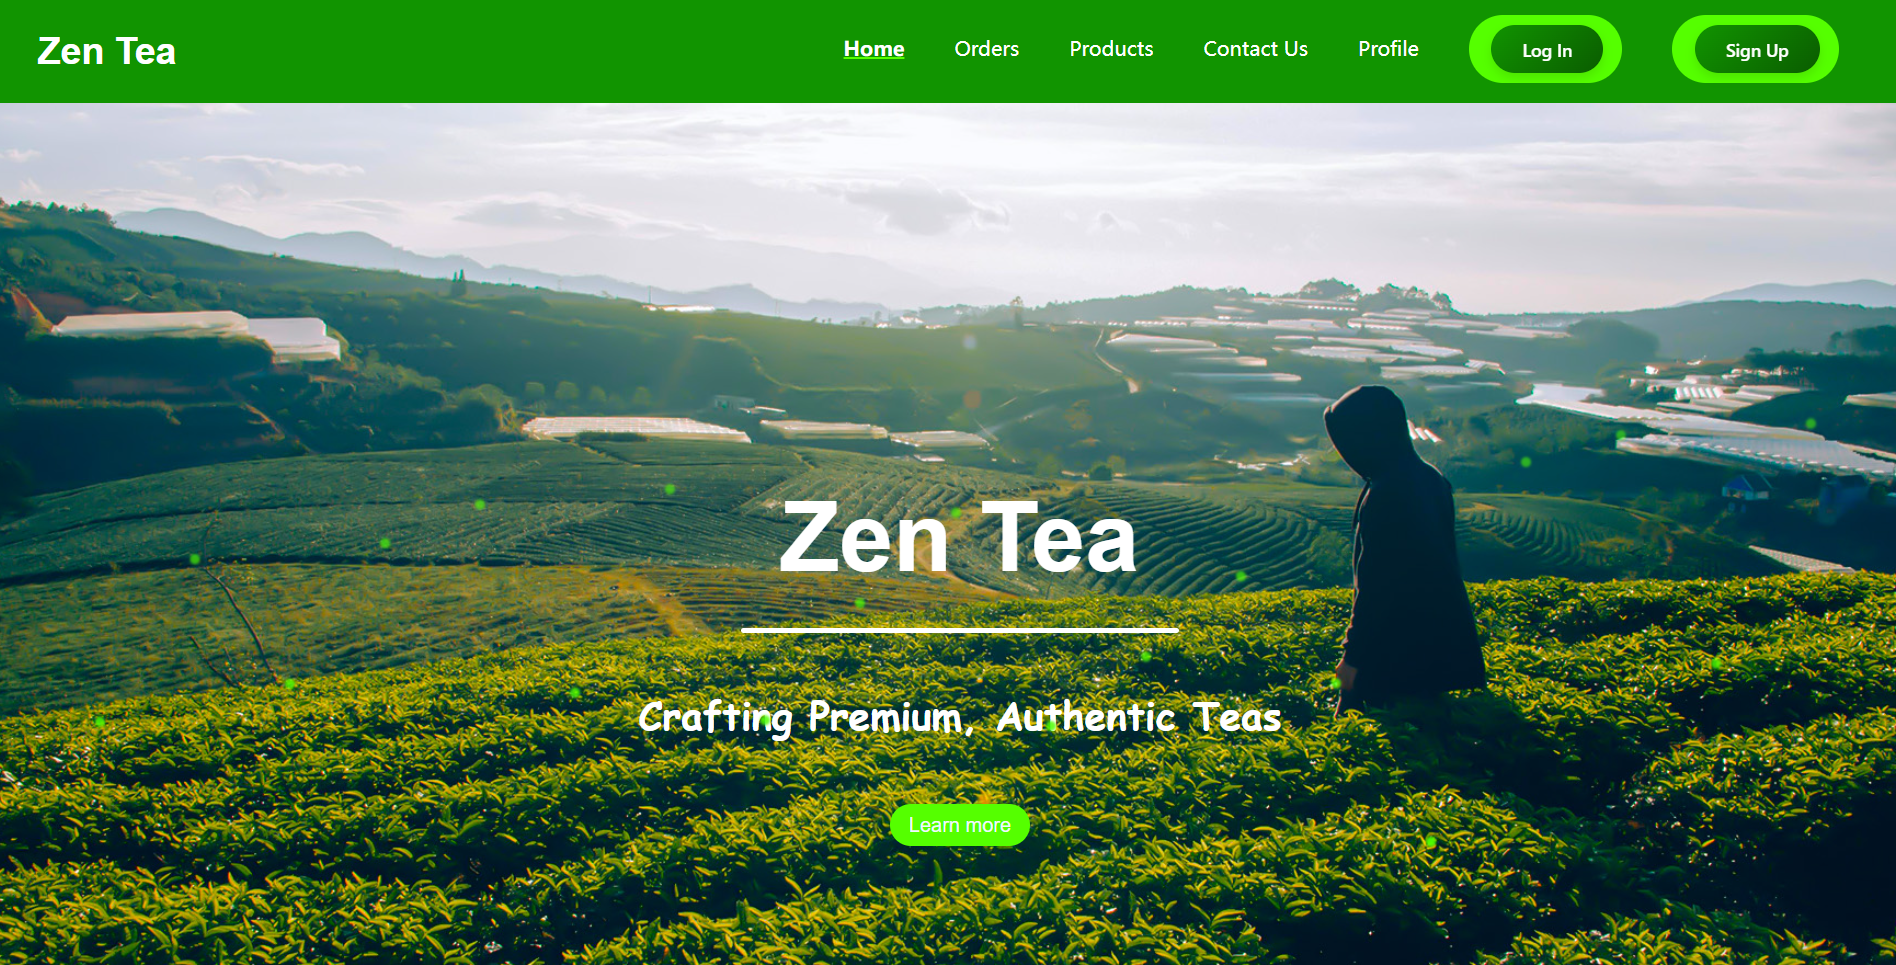 Zen Tea
Home Orders Products Contact Us Profile Log In Sign Up
Zen Tea
Crafting Premium, Authentic Teas
Learn more